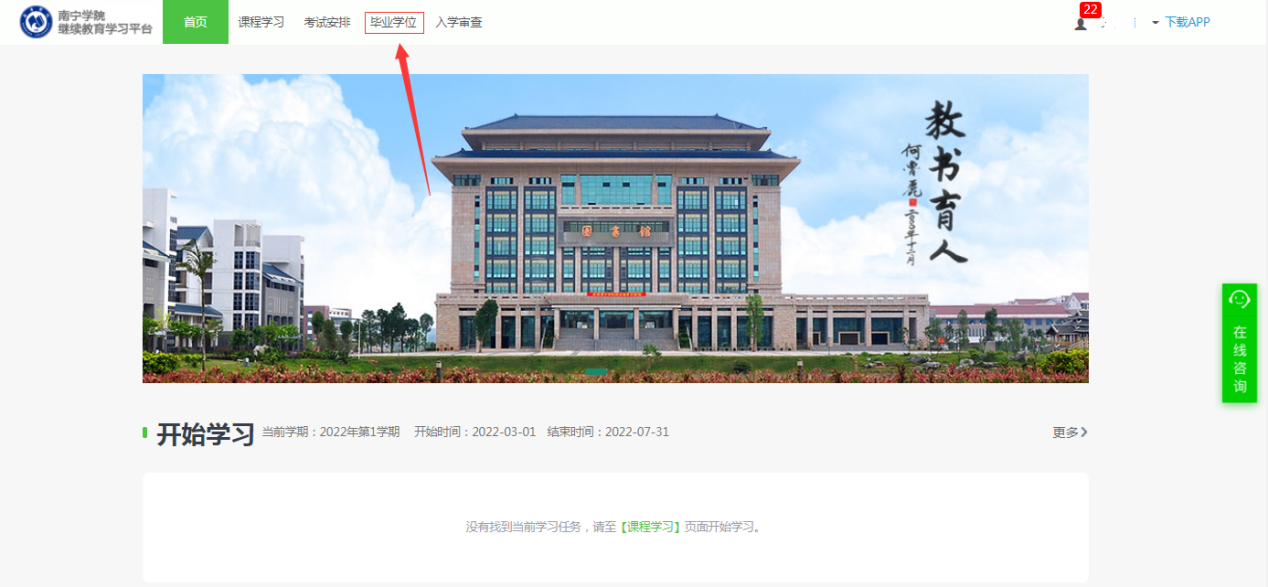 南宁学院
继续教育学习平台
首页 课程学习 考试安排 毕业学位 入学审查
22
下载APP
教书育人
图书馆
在线咨询
开始学习 当前学期：2022年第1学期 开始时间：2022-03-01 结束时间：2022-07-31 更多
没有找到当前学习任务，请至【课程学习】页面开始学习。